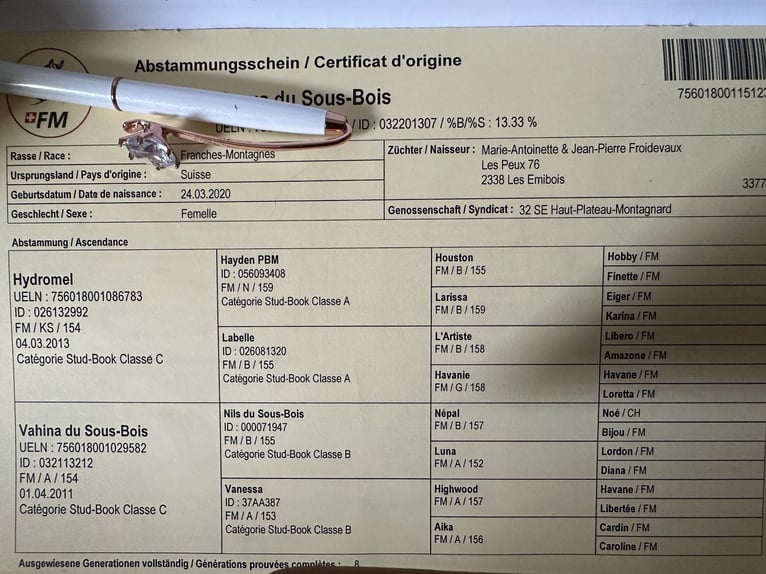 Abstammungsschein / Certificat d'origine
du Sous-Bois
FM
UELN : / ID : 032201307 / %B/%S : 13.33 %
75601800115123
Rasse / Race : Franches-Montagnes
Ursprungsland / Pays d'origine : Suisse
Geburtsdatum / Date de naissance : 24.03.2020
Geschlecht / Sexe : Femelle
Züchter / Naisseur : Marie-Antoinette & Jean-Pierre Froidevaux
Les Peux 76
2338 Les Emibois
3377
Genossenschaft / Syndicat : 32 SE Haut-Plateau-Montagnard
Abstammung / Ascendance
Hydromel
UELN : 756018001086783
ID : 026132992
FM / KS / 154
04.03.2013
Catégorie Stud-Book Classe C
Vahina du Sous-Bois
UELN : 756018001029582
ID : 032113212
FM / A / 154
01.04.2011
Catégorie Stud-Book Classe C
Hayden PBM
ID : 056093408
FM / N / 159
Catégorie Stud-Book Classe A
Labelle
ID : 026081320
FM / B / 155
Catégorie Stud-Book Classe A
Nils du Sous-Bois
ID : 000071947
FM / B / 155
Catégorie Stud-Book Classe B
Vanessa
ID : 37AA387
FM / A / 153
Catégorie Stud-Book Classe B
Houston
FM / B / 155
Larissa
FM / B / 159
L'Artiste
FM / B / 158
Havanie
FM / G / 158
Népal
FM / B / 157
Luna
FM / A / 152
Highwood
FM / A / 157
Aika
FM / A / 156
Hobby / FM
Finette / FM
Eiger / FM
Karina / FM
Libero / FM
Amazone / FM
Havane / FM
Loretta / FM
Noé / CH
Bijou / FM
Lordon / FM
Diana / FM
Havane / FM
Libertée / FM
Cardin / FM
Caroline / FM
Ausgewiesene Generationen vollständig / Générations prouvées complètes : 8